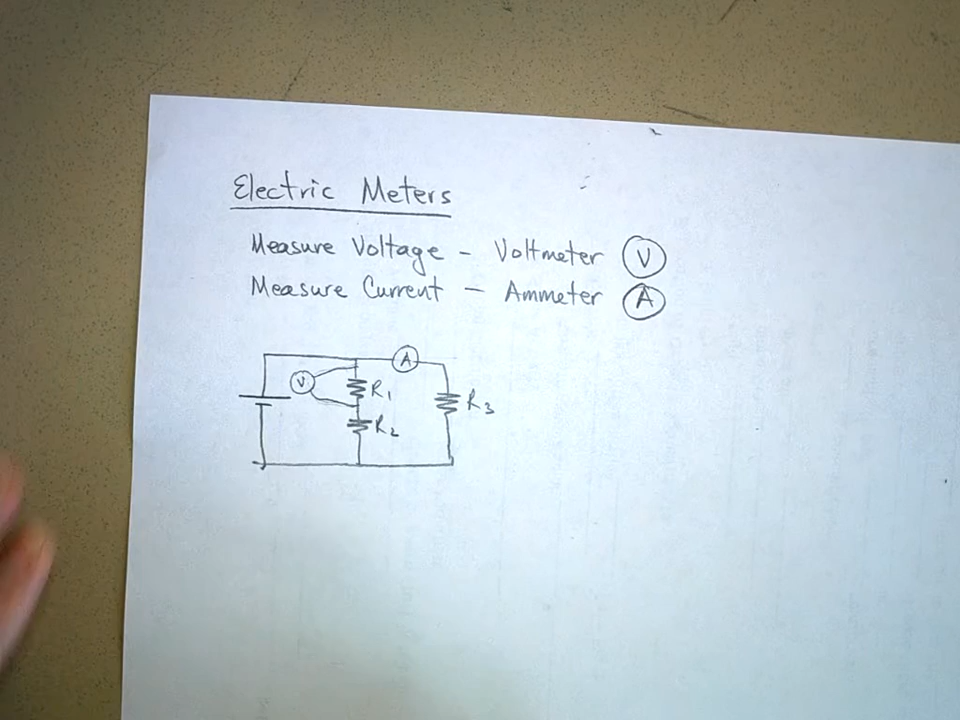 Electric Meters
Measure Voltage - Voltmeter V
Measure Current - Ammeter A
A
V
R1
R3
R2